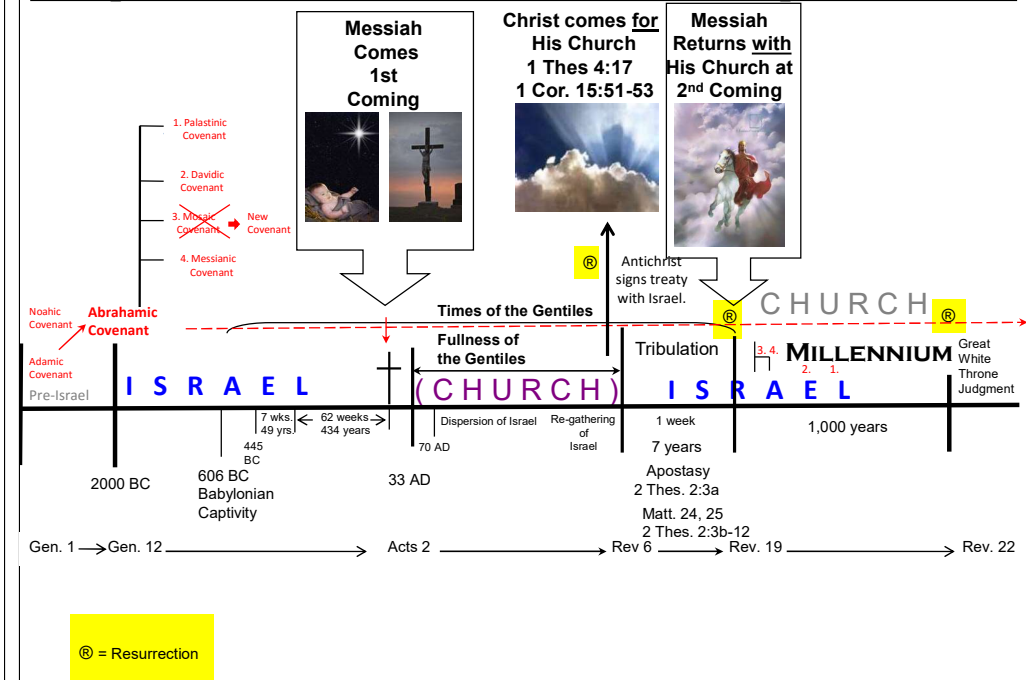 Messiah
Comes
1st
Coming
Christ comes for
His Church
1 Thes 4:17
1 Cor. 15:51-53
Messiah
Returns with
His Church at
2nd Coming
1. Palastinic
Covenant
2. Davidic
Covenant
3. Mosaic
Covenant
New
Covenant
4. Messianic
Covenant
Noahic
Covenant
Abrahamic
Covenant
Adamic
Covenant
Pre-Israel
®
Antichrist
signs treaty
with Israel.
Times of the Gentiles
Fullness of
the Gentiles
®
CHURCH
®
Tribulation
3. 4.
MILLENNIUM
2. 1.
Great
White
Throne
Judgment
ISRAEL
(CHURCH)
ISRAEL
7 wks.
49 yrs.
62 weeks
434 years
445
BC
70 AD
Dispersion of Israel
Re-gathering
of
Israel
1 week
7 years
1,000 years
2000 BC
606 BC
Babylonian
Captivity
33 AD
Apostasy
2 Thes. 2:3a
Matt. 24, 25
2 Thes. 2:3b-12
Gen. 1
Gen. 12
Acts 2
Rev 6
Rev. 19
Rev. 22
® = Resurrection